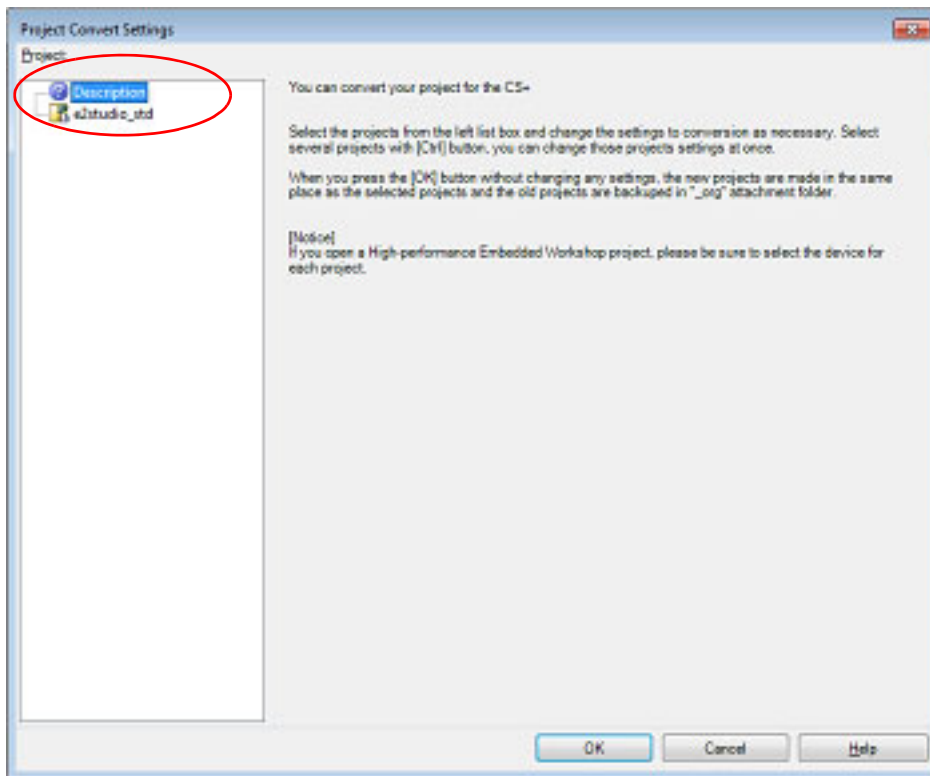 Project Convert Settings
Project:
Description
e2studio_std
You can convert your project for the CS+
Select the projects from the left list box and change the settings to conversion as necessary. Select
several projects with [Ctrl] button, you can change those projects settings at once.
When you press the [OK] button without changing any settings, the new projects are made in the same
place as the selected projects and the old projects are backuped in "_org" attachment folder.
[Notice]
If you open a High-performance Embedded Workshop project, please be sure to select the device for
each project.
OK
Cancel
Help